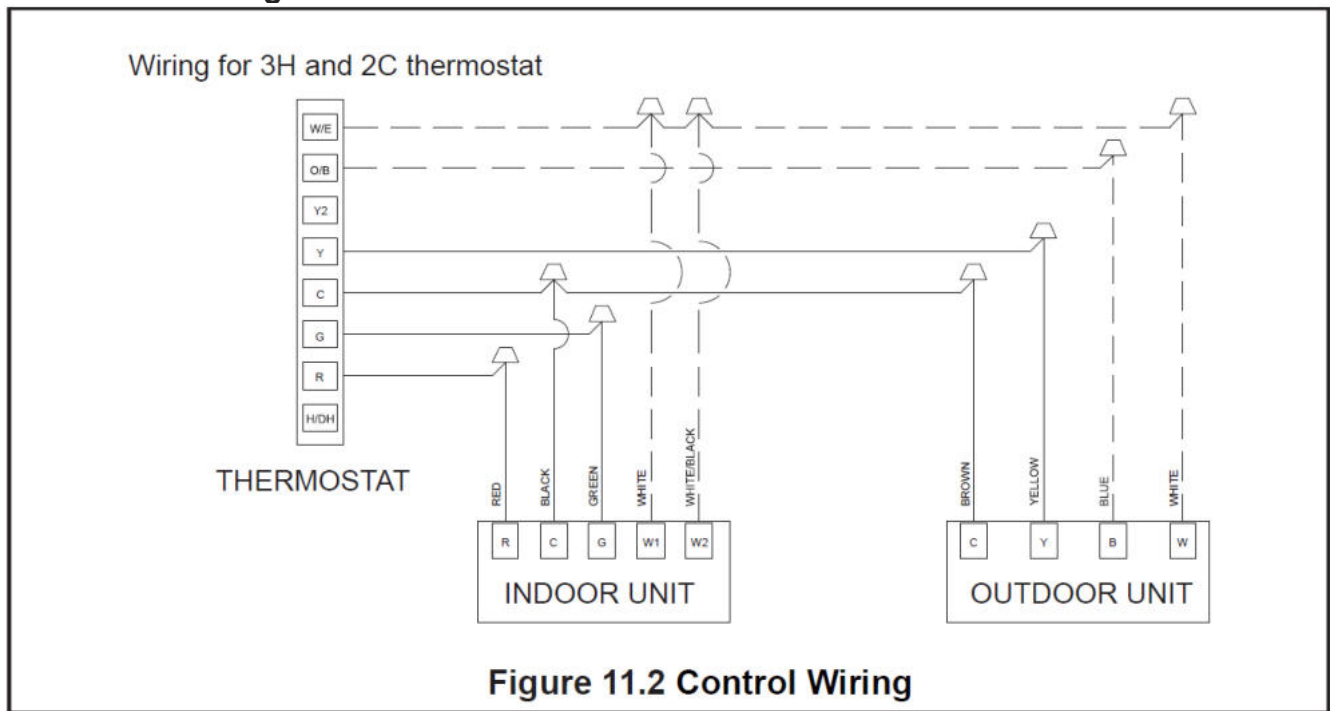 Wiring for 3H and 2C thermostat
W/E
O/B
Y2
Y
C
G
R
H/DH
THERMOSTAT
RED
BLACK
GREEN
WHITE
WHITE/BLACK
BROWN
YELLOW
BLUE
WHITE
R
C
G
W1
W2
C
Y
B
W
INDOOR UNIT
OUTDOOR UNIT
Figure 11.2 Control Wiring